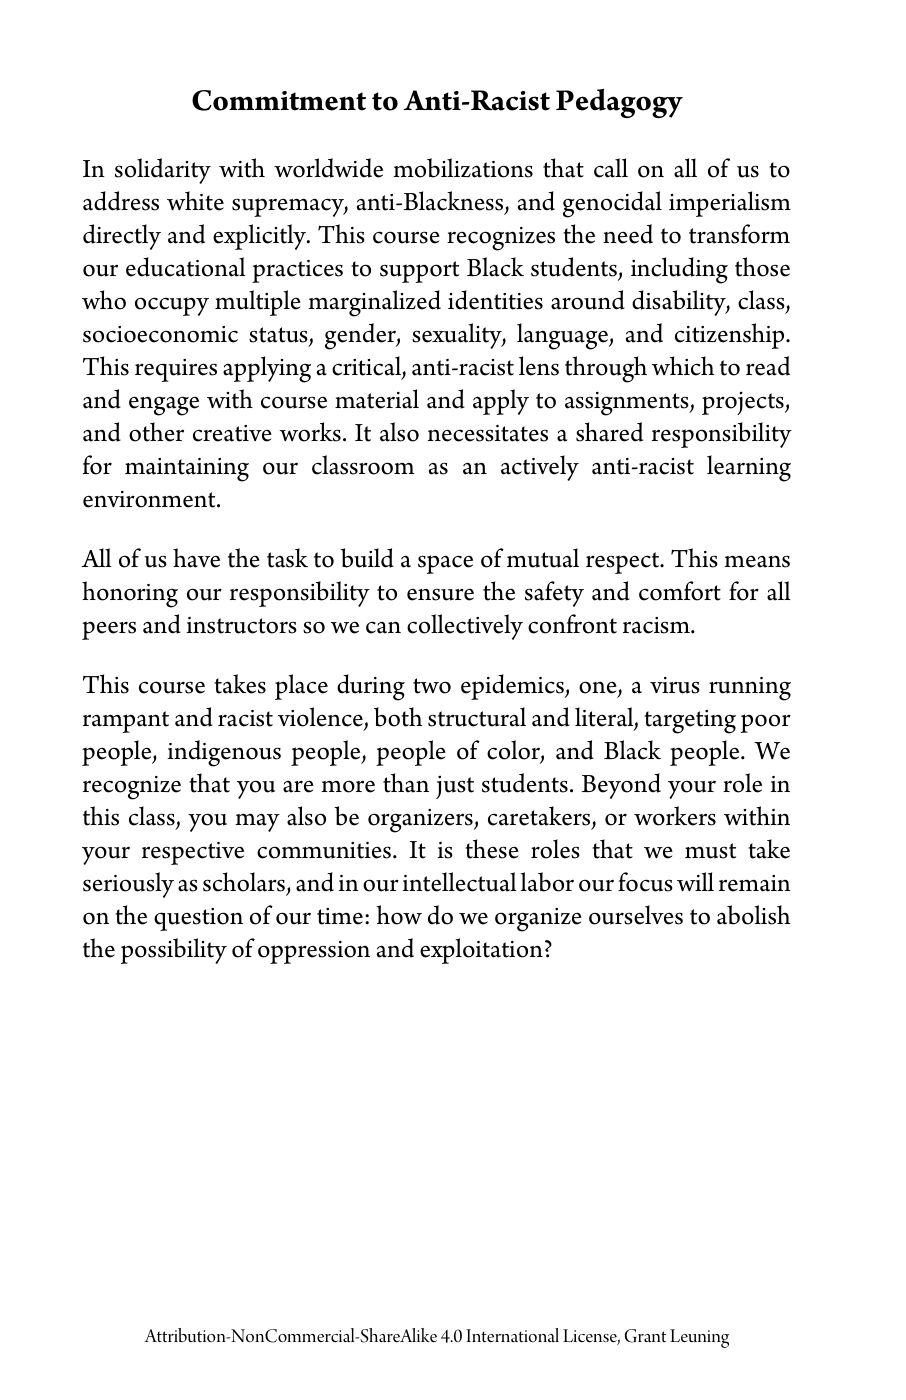 Commitment to Anti-Racist Pedagogy
In solidarity with worldwide mobilizations that call on all of us to
address white supremacy, anti-Blackness, and genocidal imperialism
directly and explicitly. This course recognizes the need to transform
our educational practices to support Black students, including those
who occupy multiple marginalized identities around disability, class,
socioeconomic status, gender, sexuality, language, and citizenship.
This requires applying a critical, anti-racist lens through which to read
and engage with course material and apply to assignments, projects,
and other creative works. It also necessitates a shared responsibility
for maintaining our classroom as an actively anti-racist learning
environment.
All of us have the task to build a space of mutual respect. This means
honoring our responsibility to ensure the safety and comfort for all
peers and instructors so we can collectively confront racism.
This course takes place during two epidemics, one, a virus running
rampant and racist violence, both structural and literal, targeting poor
people, indigenous people, people of color, and Black people. We
recognize that you are more than just students. Beyond your role in
this class, you may also be organizers, caretakers, or workers within
your respective communities. It is these roles that we must take
seriously as scholars, and in our intellectual labor our focus will remain
on the question of our time: how do we organize ourselves to abolish
the possibility of oppression and exploitation?
Attribution-NonCommercial-ShareAlike 4.0 International License, Grant Leuning